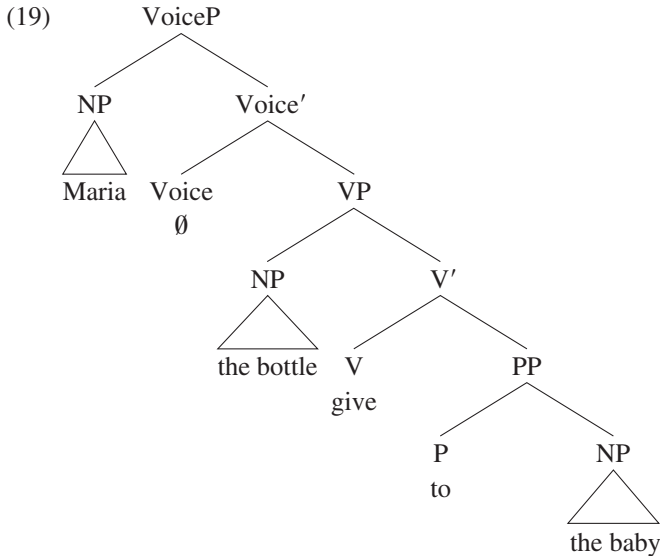 (19) VoiceP
NP Voice′
Maria Voice VP
∅
NP V′
the bottle V PP
give
P NP
to
the baby